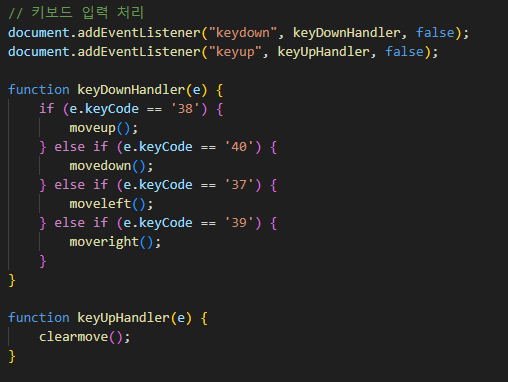 // 키보드 입력 처리
document.addEventListener("keydown", keyDownHandler, false);
document.addEventListener("keyup", keyUpHandler, false);

function keyDownHandler(e) {
    if (e.keyCode == '38') {
        moveup();
    } else if (e.keyCode == '40') {
        movedown();
    } else if (e.keyCode == '37') {
        moveleft();
    } else if (e.keyCode == '39') {
        moveright();
    }
}

function keyUpHandler(e) {
    clearmove();
}